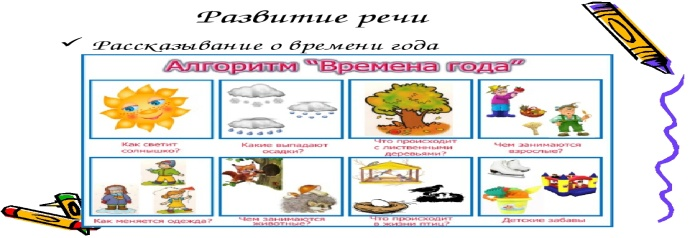 Развитие речи
Рассказывание о времени года
Алгоритм "Времена года"
Как светит
солнышко?
Какие выпадают
осадки?
Что происходит
с лиственными
деревьями?
Чем занимаются
взрослые?
Как меняется одежда?
Чем занимаются
животные?
Что происходит
в жизни птиц?
Детские забавы